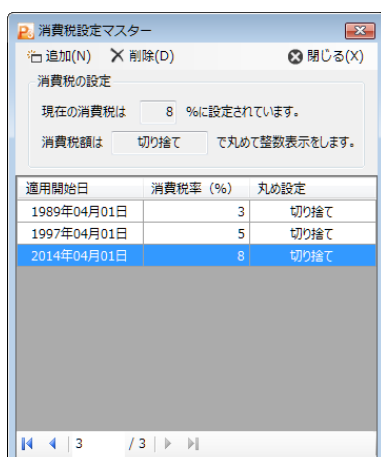 消費税設定マスター
追加(N) 削除(D) 閉じる(X)
消費税の設定
現在の消費税は 8 %に設定されています。
消費税額は 切り捨て で丸めて整数表示をします。
適用開始日 消費税率 (%) 丸め設定
1989年04月01日 3 切り捨て
1997年04月01日 5 切り捨て
2014年04月01日 8 切り捨て
3 / 3